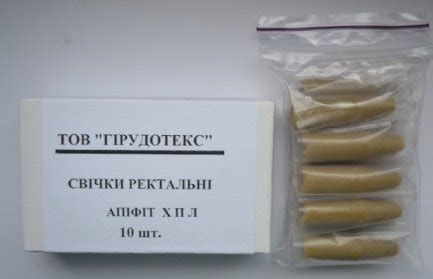 ТОВ "ГІРУДОТЕКС"
СВІЧКИ РЕКТАЛЬНІ
АПІФІТ Х П Л
10 шт.